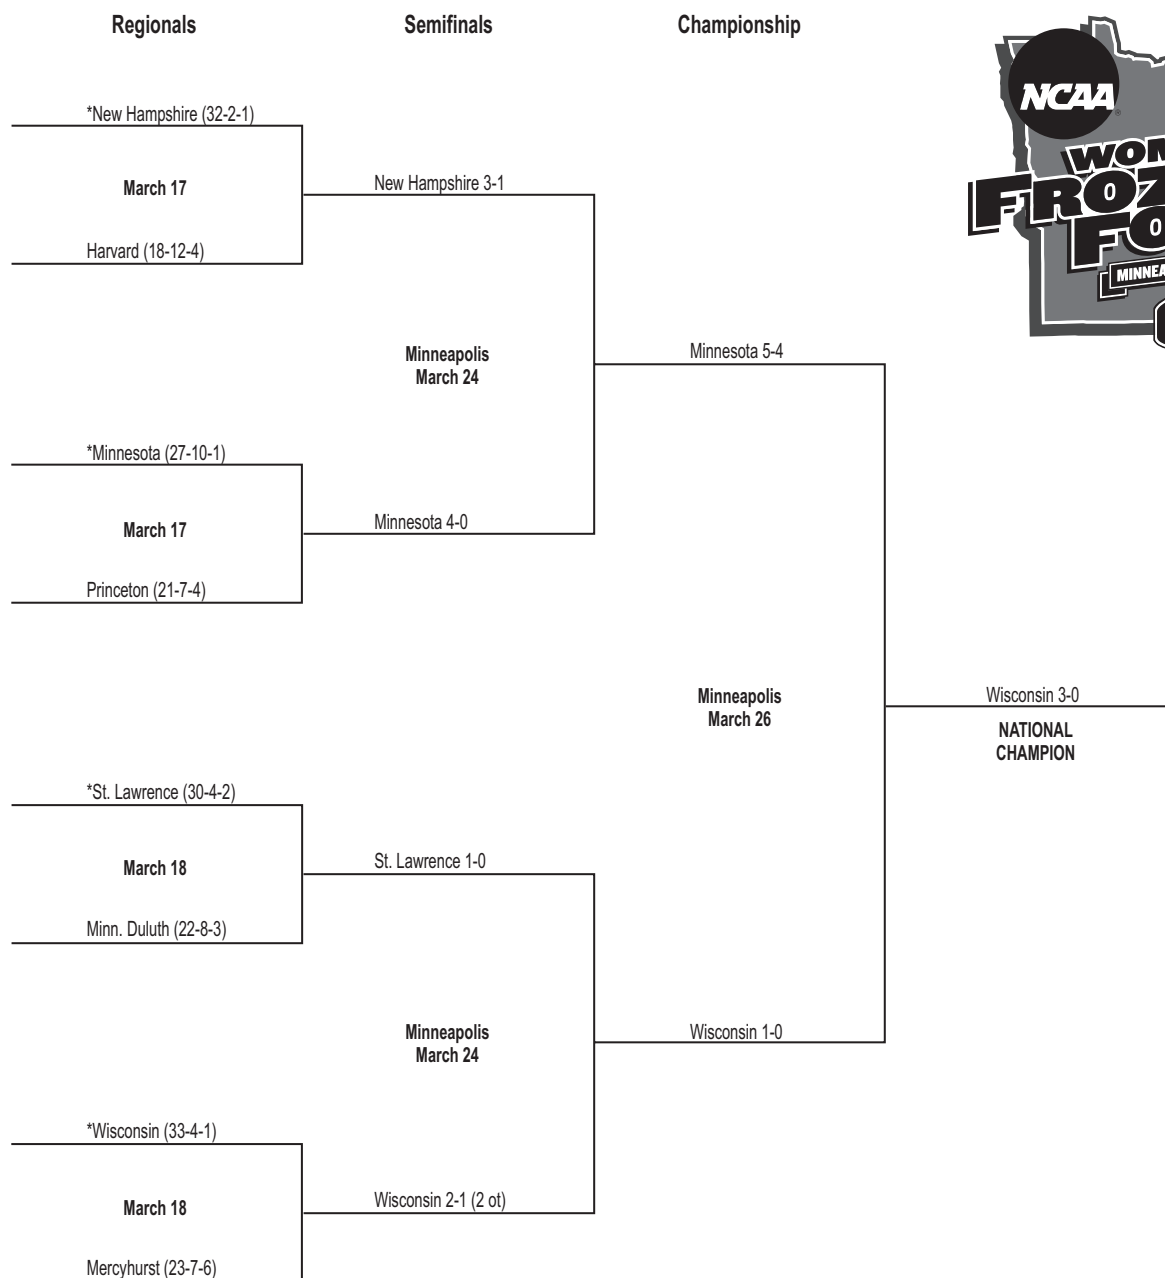 Regionals
Semifinals
Championship
*New Hampshire (32-2-1)
March 17
Harvard (18-12-4)
New Hampshire 3-1
Minneapolis
March 24
Minnesota 5-4
*Minnesota (27-10-1)
March 17
Princeton (21-7-4)
Minnesota 4-0
Minneapolis
March 26
Wisconsin 3-0
NATIONAL
CHAMPION
*St. Lawrence (30-4-2)
March 18
Minn. Duluth (22-8-3)
St. Lawrence 1-0
Minneapolis
March 24
Wisconsin 1-0
*Wisconsin (33-4-1)
March 18
Mercyhurst (23-7-6)
Wisconsin 2-1 (2 ot)
NCAA